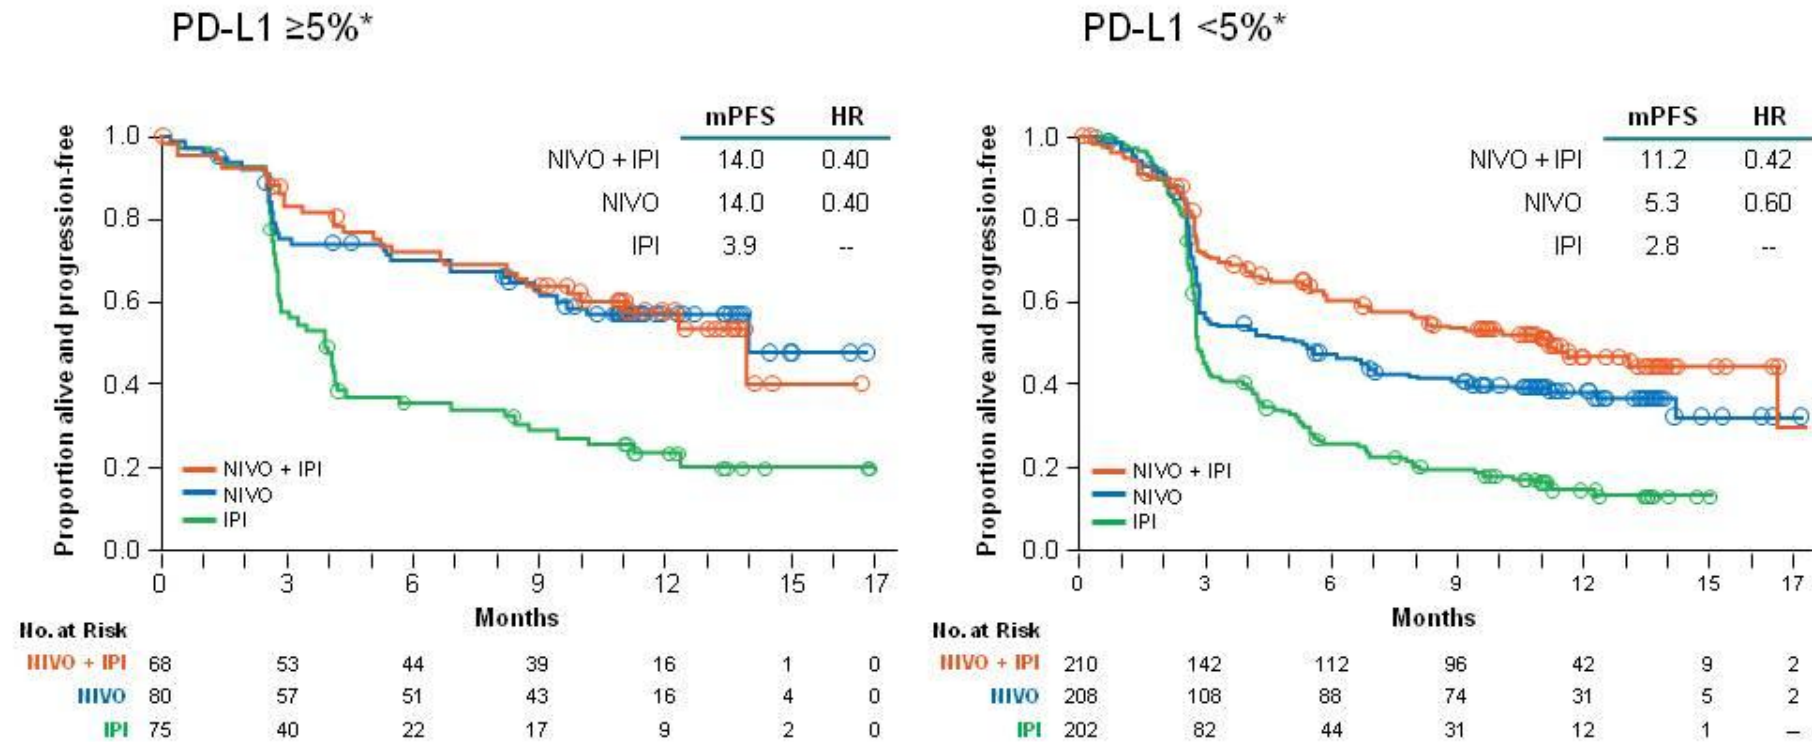 PD-L1 ≥5%*
mPFS HR
NIVO + IPI 14.0 0.40
NIVO 14.0 0.40
IPI 3.9 --
Proportion alive and progression-free
1.0
0.8
0.6
0.4
0.2
0.0
NIVO + IPI
NIVO
IPI
0 3 6 9 12 15 17
Months
No. at Risk
NIVO + IPI 68 53 44 39 16 1 0
NIVO 80 57 51 43 16 4 0
IPI 75 40 22 17 9 2 0
PD-L1 <5%*
mPFS HR
NIVO + IPI 11.2 0.42
NIVO 5.3 0.60
IPI 2.8 --
Proportion alive and progression-free
1.0
0.8
0.6
0.4
0.2
0.0
NIVO + IPI
NIVO
IPI
0 3 6 9 12 15 17
Months
No. at Risk
NIVO + IPI 210 142 112 96 42 9 2
NIVO 208 108 88 74 31 5 2
IPI 202 82 44 31 12 1 –